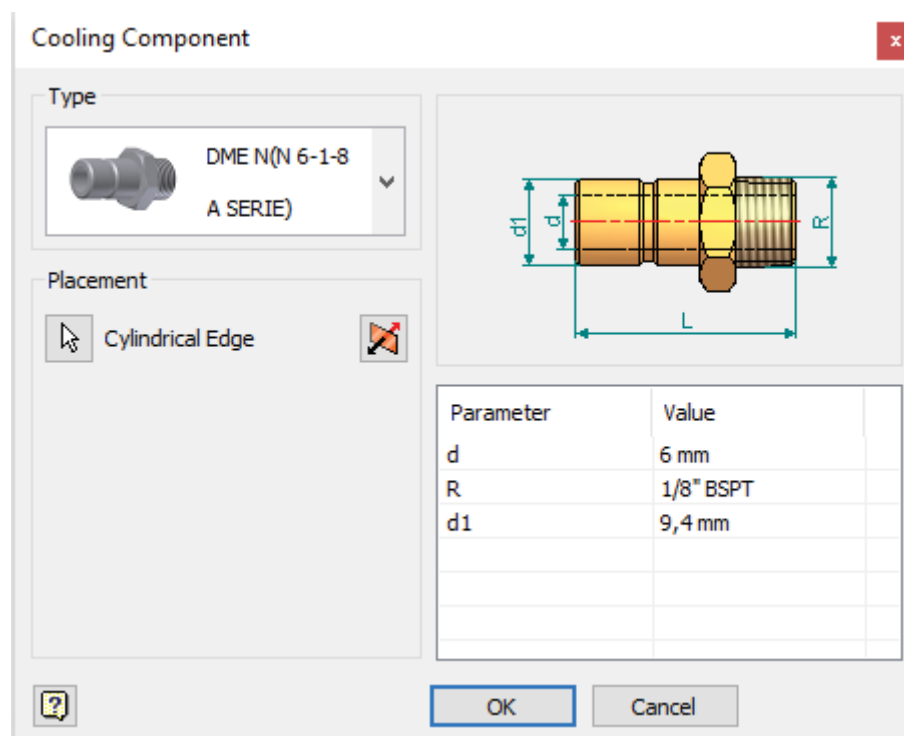 Cooling Component
x
Type
DME N(N 6-1-8
A SERIE)
Placement
Cylindrical Edge
d1
d
R
L
Parameter Value
d 6 mm
R 1/8" BSPT
d1 9,4 mm
?
OK Cancel